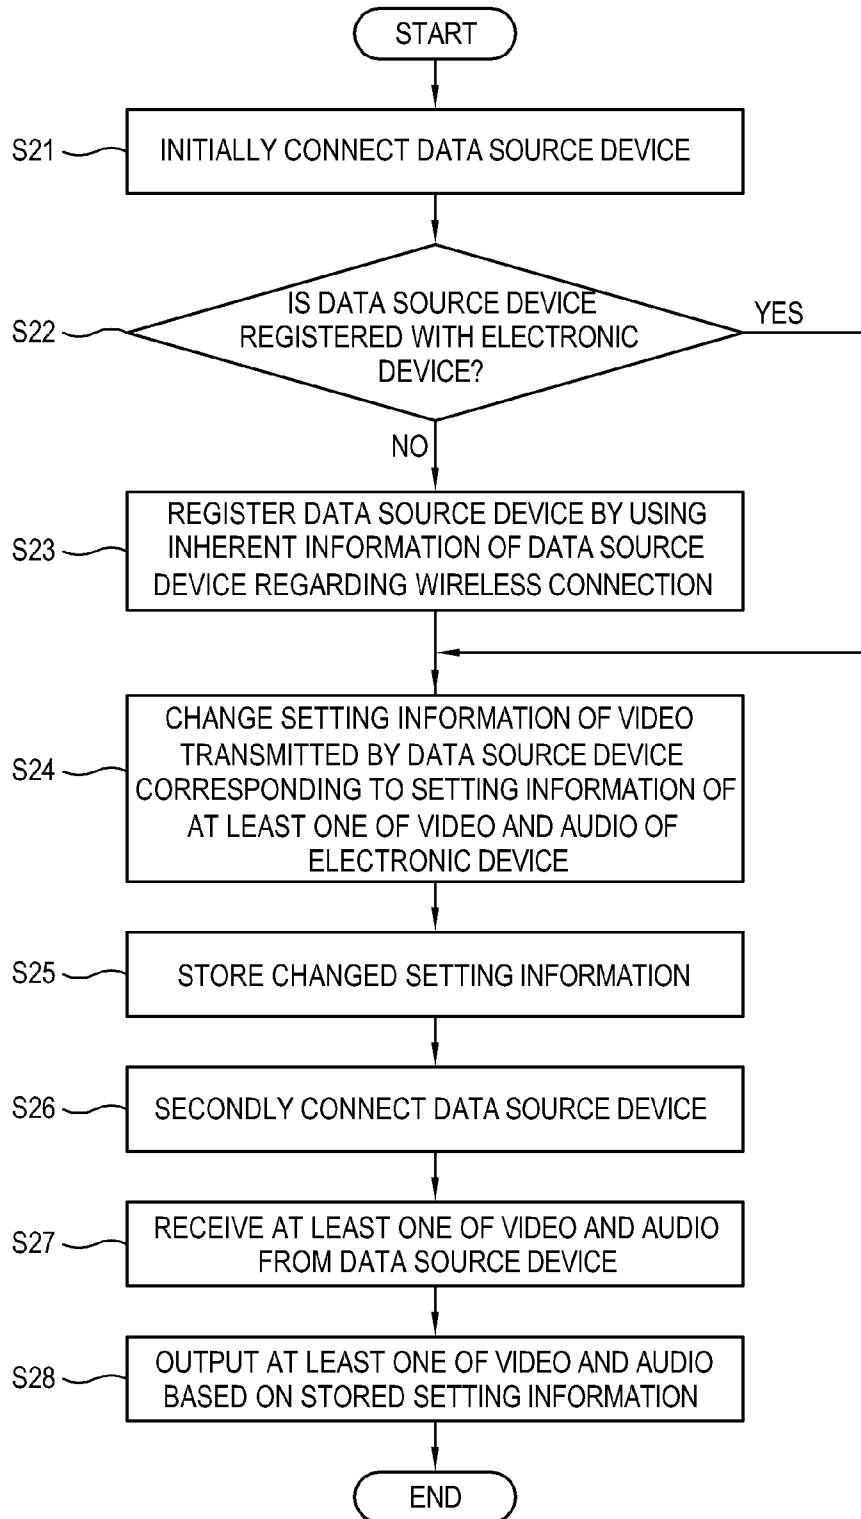 START
S21
INITIALLY CONNECT DATA SOURCE DEVICE
S22
IS DATA SOURCE DEVICE
REGISTERED WITH ELECTRONIC
DEVICE?
YES
NO
S23
REGISTER DATA SOURCE DEVICE BY USING
INHERENT INFORMATION OF DATA SOURCE
DEVICE REGARDING WIRELESS CONNECTION
S24
CHANGE SETTING INFORMATION OF VIDEO
TRANSMITTED BY DATA SOURCE DEVICE
CORRESPONDING TO SETTING INFORMATION OF
AT LEAST ONE OF VIDEO AND AUDIO OF
ELECTRONIC DEVICE
S25
STORE CHANGED SETTING INFORMATION
S26
SECONDLY CONNECT DATA SOURCE DEVICE
S27
RECEIVE AT LEAST ONE OF VIDEO AND AUDIO
FROM DATA SOURCE DEVICE
S28
OUTPUT AT LEAST ONE OF VIDEO AND AUDIO
BASED ON STORED SETTING INFORMATION
END